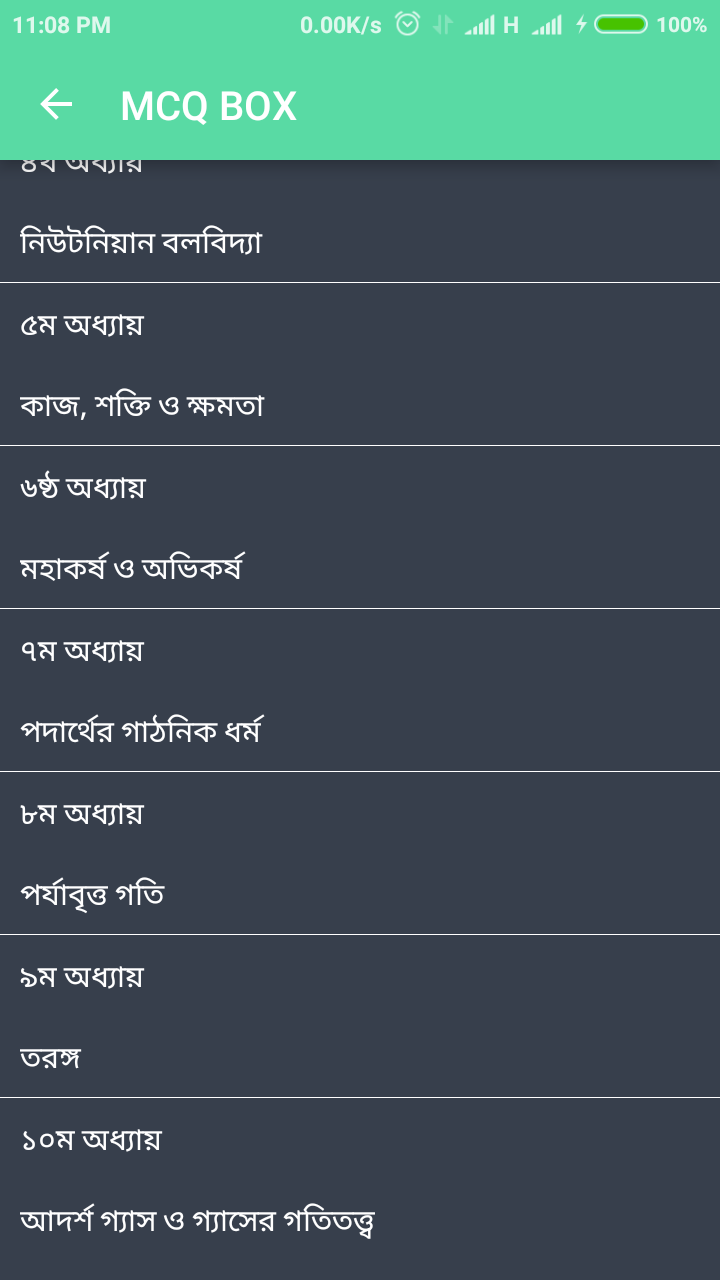 11:08 PM 0.00K/s H 100%
MCQ BOX
৪র্থ অধ্যায়
নিউটনিয়ান বলবিদ্যা
৫ম অধ্যায়
কাজ, শক্তি ও ক্ষমতা
৬ষ্ঠ অধ্যায়
মহাকর্ষ ও অভিকর্ষ
৭ম অধ্যায়
পদার্থের গাঠনিক ধর্ম
৮ম অধ্যায়
পর্যাবৃত্ত গতি
৯ম অধ্যায়
তরঙ্গ
১০ম অধ্যায়
আদর্শ গ্যাস ও গ্যাসের গতিতত্ত্ব